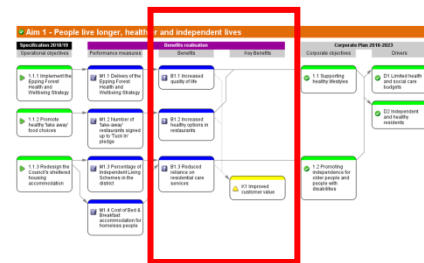 Aim 1 - People live longer, healthier and independent lives
Specification 2018/19
Benefits realisation
Corporate Plan 2018-2023
Operational objectives
Performance measures
Benefits
Key Benefits
Corporate objectives
Drivers
1.1.1 Implement the
Epping Forest
Health and
Wellbeing Strategy
M1.1 Delivery of the
Epping Forest
Health and
Wellbeing Strategy
B1.1 Increased
quality of life
1.1 Supporting
healthy lifestyles
D1 Limited health
and social care
budgets
1.1.2 Promote
healthy 'take away'
food choices
M1.2 Number of
'take-away'
restaurants signed
up to 'Tuck In'
pledge
B1.2 Increased
healthy options in
restaurants
D2 Independent
and healthy
residents
1.1.3 Redesign the
Council's sheltered
housing
accommodation
M1.3 Percentage of
Independent Living
Schemes in the
district
B1.3 Reduced
reliance on
residential care
services
K1 Improved
customer value
1.2 Promoting
independence for
older people and
people with
disabilities
M1.4 Cost of Bed &
Breakfast
accommodation for
homeless people